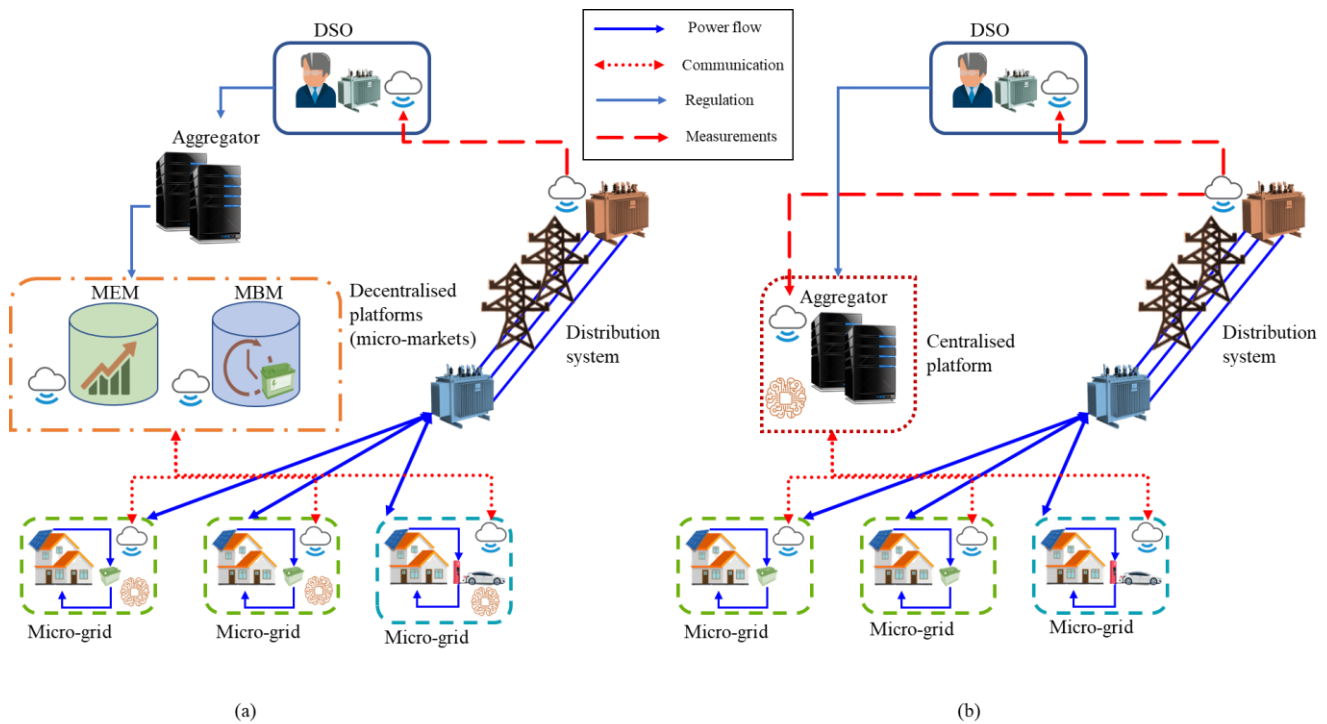 DSO
Aggregator
MEM
MBM
Decentralised
platforms
(micro-markets)
Distribution
system
Micro-grid
Micro-grid
Micro-grid
(a)
Power flow
Communication
Regulation
Measurements
DSO
Aggregator
Centralised
platform
Distribution
system
Micro-grid
Micro-grid
Micro-grid
(b)